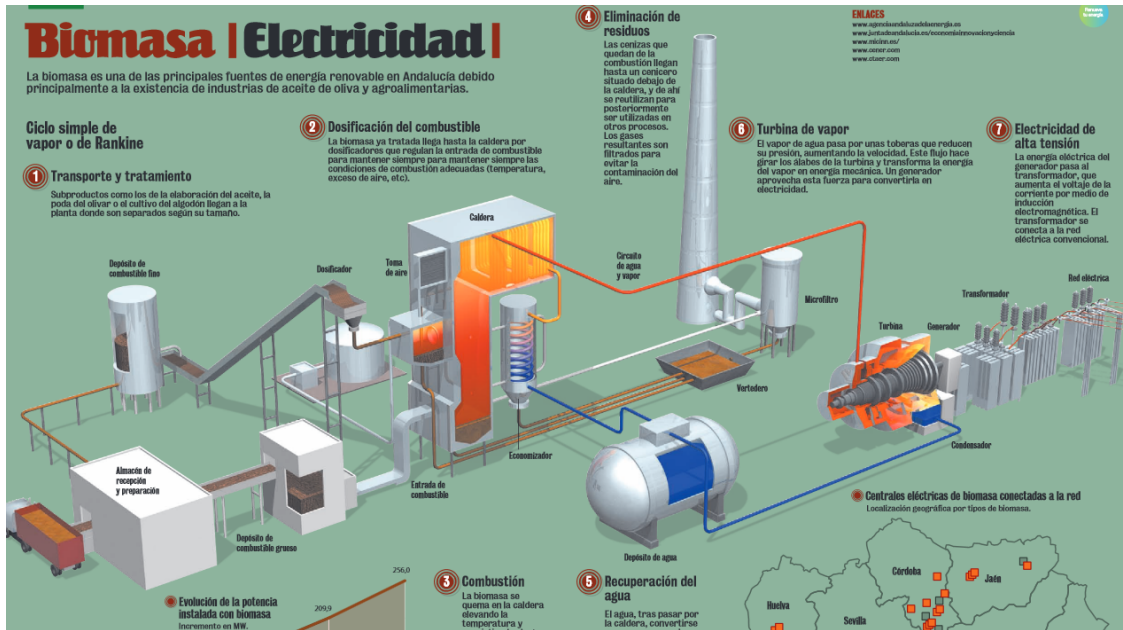 Biomasa | Electricidad |
La biomasa es una de las principales fuentes de energía renovable en Andalucía debido
principalmente a la existencia de industrias de aceite de oliva y agroalimentarias.
Ciclo simple de
vapor o de Rankine
1 Transporte y tratamiento
Subproductos como los de la elaboración del aceite, la
poda del olivar o el cultivo del algodón llegan a la
planta donde son separados según su tamaño.
2 Dosificación del combustible
La biomasa ya tratada llega hasta la caldera por
dosificadores que regulan la entrada de combustible
para mantener siempre para mantener siempre las
condiciones de combustión adecuadas (temperatura,
exceso de aire, etc).
4 Eliminación de
residuos
Las cenizas que
quedan de la
combustión llegan
hasta un cenicero
situado debajo de
la caldera, y de ahí
se reutilizan para
posteriormente
ser utilizadas en
otros procesos.
Los gases
resultantes son
filtrados para
evitar la
contaminación del
aire.
ENLACES
www.agenciaandaluzadelaenergia.es
www.juntadeandalucia.es/economiainnovacionyciencia
www.micinn.es/
www.cener.com
www.ctaer.com
6 Turbina de vapor
El vapor de agua pasa por unas toberas que reducen
su presión, aumentando la velocidad. Este flujo hace
girar los álabes de la turbina y transforma la energía
del vapor en energía mecánica. Un generador
aprovecha esta fuerza para convertirla en
electricidad.
7 Electricidad de
alta tensión
La energía eléctrica del
generador pasa al
transformador, que
aumenta el voltaje de la
corriente por medio de
inducción
electromagnética. El
transformador se
conecta a la red
eléctrica convencional.
Depósito de
combustible fino
Dosificador
Toma
de aire
Caldera
Circuito
de agua
y vapor
Microfiltro
Turbina
Generador
Transformador
Red eléctrica
Vertedero
Condensador
Economizador
Entrada de
combustible
Almacén de
recepción
y preparación
Depósito de
combustible grueso
Depósito de agua
Centrales eléctricas de biomasa conectadas a la red
Localización geográfica por tipos de biomasa.
Córdoba
Jaén
Huelva
Sevilla
Evolución de la potencia
instalada con biomasa
Incremento en MW.
209,9
256,0
3 Combustión
La biomasa se
quema en la caldera
elevando la
temperatura y
5 Recuperación del
agua
El agua, tras pasar por
la caldera, convertirse